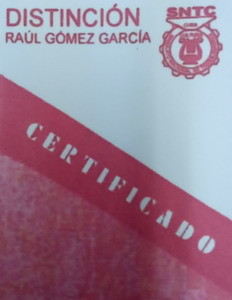 DISTINCIÓN
RAÚL GÓMEZ GARCÍA
SNTC
CERTIFICADO